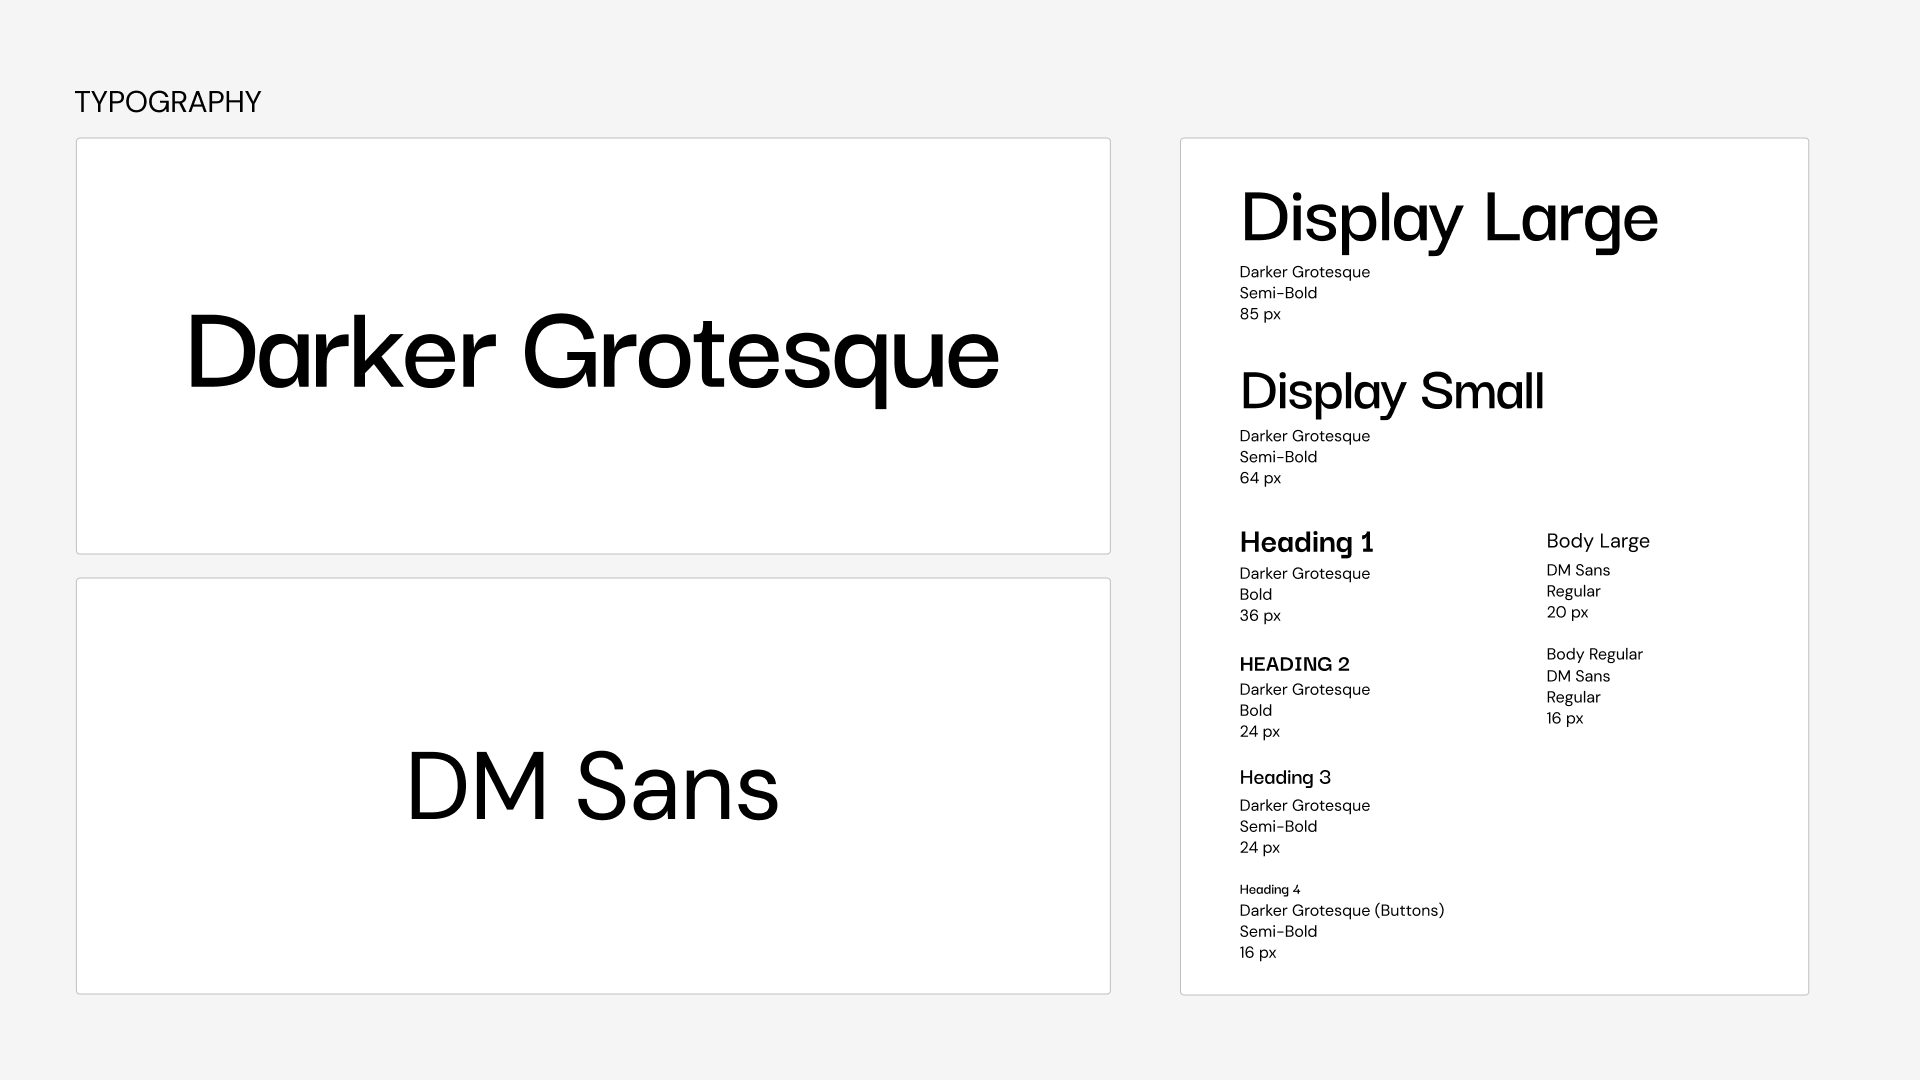 TYPOGRAPHY
Darker Grotesque
DM Sans
Display Large
Darker Grotesque
Semi-Bold
85 px
Display Small
Darker Grotesque
Semi-Bold
64 px
Heading 1
Darker Grotesque
Bold
36 px
HEADING 2
Darker Grotesque
Bold
24 px
Heading 3
Darker Grotesque
Semi-Bold
24 px
Heading 4
Darker Grotesque (Buttons)
Semi-Bold
16 px
Body Large
DM Sans
Regular
20 px
Body Regular
DM Sans
Regular
16 px